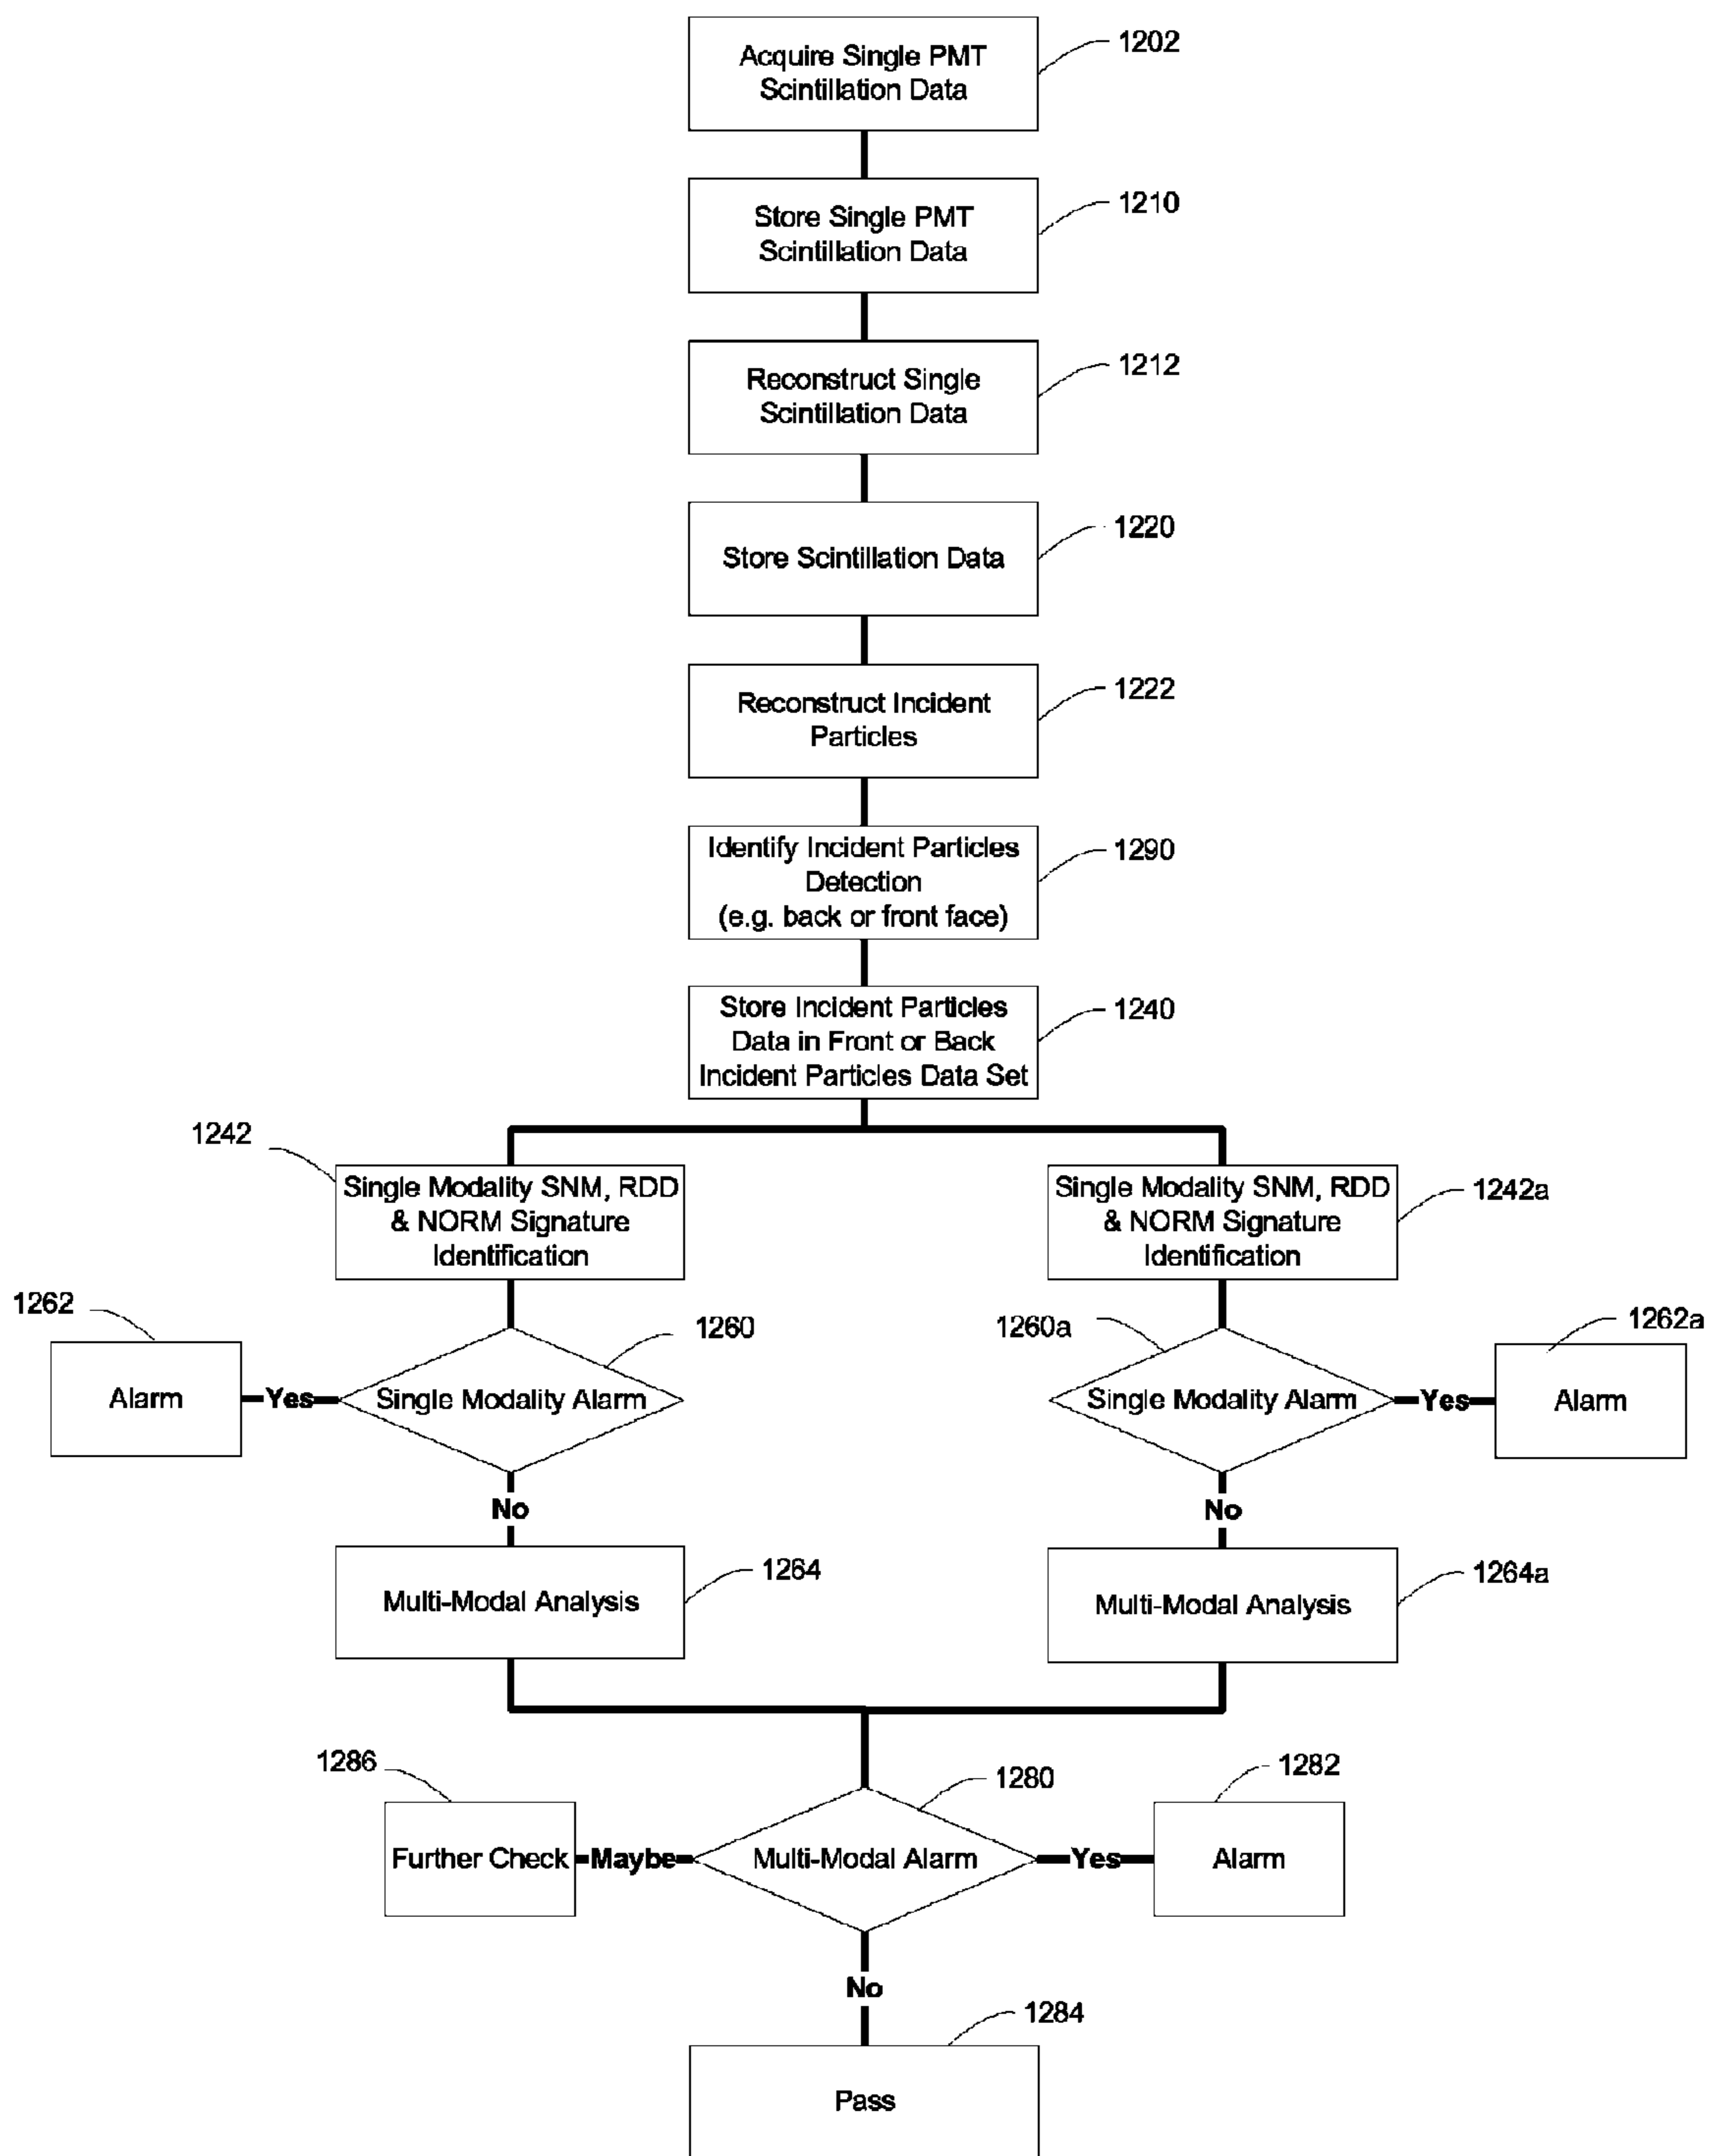 Acquire Single PMT
Scintillation Data
1202
Store Single PMT
Scintillation Data
1210
Reconstruct Single
Scintillation Data
1212
Store Scintillation Data
1220
Reconstruct Incident
Particles
1222
Identify Incident Particles
Detection
(e.g. back or front face)
1290
Store Incident Particles
Data in Front or Back
Incident Particles Data Set
1240
1242
Single Modality SNM, RDD
& NORM Signature
Identification
Single Modality SNM, RDD
& NORM Signature
Identification
1242a
1262
Alarm
Yes
Single Modality Alarm
1260
1260a
Single Modality Alarm
Yes
Alarm
1262a
No
No
Multi-Modal Analysis
1264
Multi-Modal Analysis
1264a
1286
Further Check
Maybe
Multi-Modal Alarm
1280
Yes
Alarm
1282
No
Pass
1284